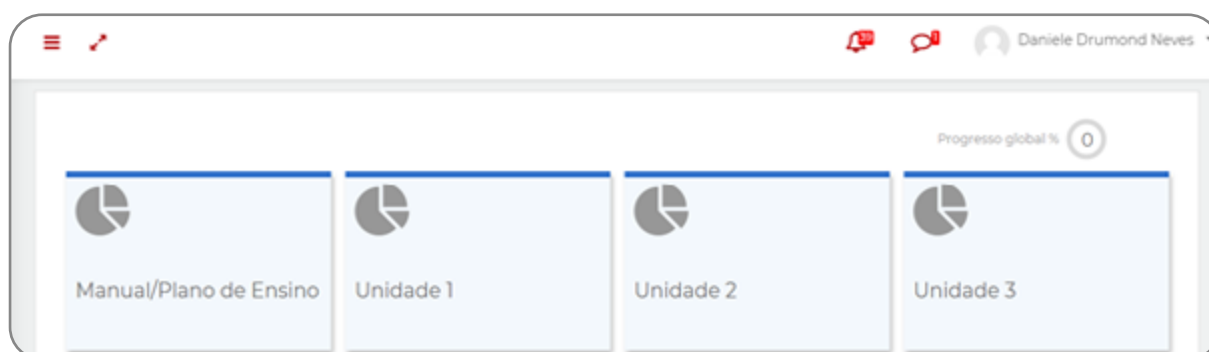 Daniele Drumond Neves
Progresso global % 0
Manual/Plano de Ensino
Unidade 1
Unidade 2
Unidade 3